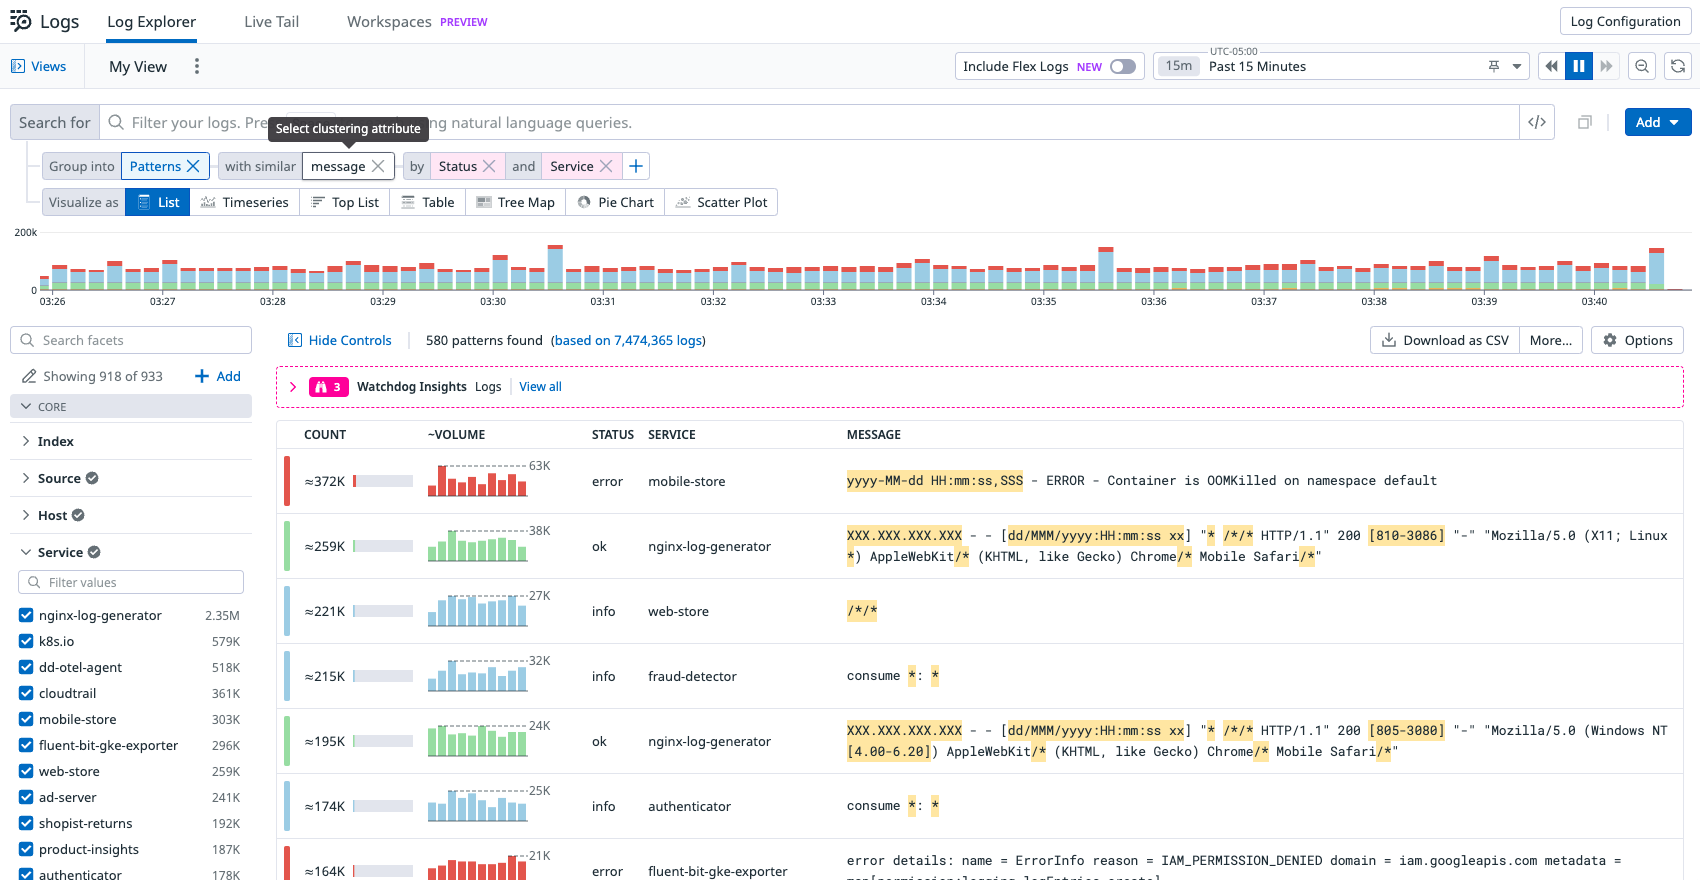 Logs
Log Explorer
Live Tail
Workspaces PREVIEW
Log Configuration
Views
My View
Include Flex Logs NEW
UTC-05:00
15m Past 15 Minutes
Search for
Filter your logs. Pre
ng natural language queries.
Select clustering attribute
</>
Add
Group into Patterns with similar message by Status and Service
Visualize as List Timeseries Top List Table Tree Map Pie Chart Scatter Plot
200k
0
03:26 03:27 03:28 03:29 03:30 03:31 03:32 03:33 03:34 03:35 03:36 03:37 03:38 03:39 03:40
Search facets
Hide Controls
580 patterns found (based on 7,474,365 logs)
Download as CSV
More...
Options
Showing 918 of 933
Add
3 Watchdog Insights Logs View all
CORE
Index
Source
Host
Service
Filter values
nginx-log-generator 2.35M
k8s.io 579K
dd-otel-agent 518K
cloudtrail 361K
mobile-store 303K
fluent-bit-gke-exporter 296K
web-store 259K
ad-server 241K
shopist-returns 192K
product-insights 187K
authenticator 178K
COUNT ~VOLUME STATUS SERVICE MESSAGE
≈372K 63K error mobile-store yyyy-MM-dd HH:mm:ss,SSS - ERROR - Container is OOMKilled on namespace default
≈259K 38K ok nginx-log-generator XXX.XXX.XXX.XXX - - [dd/MMM/yyyy:HH:mm:ss xx] "* /*/* HTTP/1.1" 200 [810-3086] "-" "Mozilla/5.0 (X11; Linux
*) AppleWebKit/* (KHTML, like Gecko) Chrome/* Mobile Safari/*"
≈221K 27K info web-store /*/*
≈215K 32K info fraud-detector consume *: *
≈195K 24K ok nginx-log-generator XXX.XXX.XXX.XXX - - [dd/MMM/yyyy:HH:mm:ss xx] "* /*/* HTTP/1.1" 200 [805-3080] "-" "Mozilla/5.0 (Windows NT
[4.00-6.20]) AppleWebKit/* (KHTML, like Gecko) Chrome/* Mobile Safari/*"
≈174K 25K info authenticator consume *: *
≈164K 21K error fluent-bit-gke-exporter error details: name = ErrorInfo reason = IAM_PERMISSION_DENIED domain = iam.googleapis.com metadata =